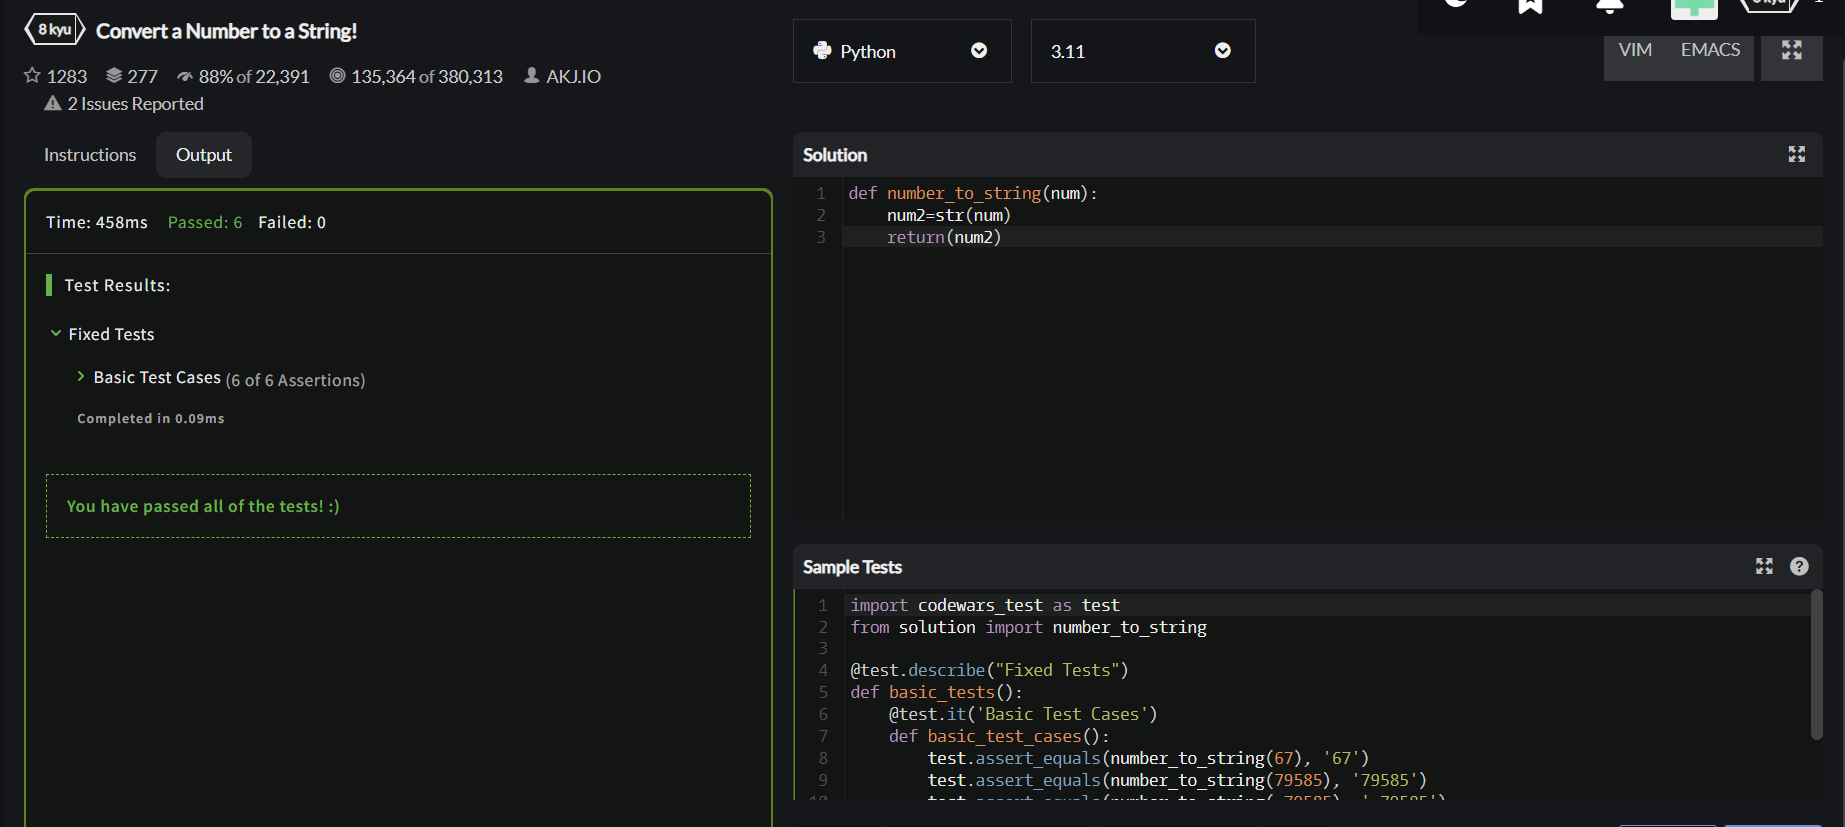 8 kyu Convert a Number to a String!
1283 277 88% of 22,391 135,364 of 380,313 AKJ.IO
2 Issues Reported
Python 3.11
VIM EMACS
Instructions Output
Time: 458ms Passed: 6 Failed: 0
Test Results:
Fixed Tests
Basic Test Cases (6 of 6 Assertions)
Completed in 0.09ms
You have passed all of the tests! :)
Solution
1 def number_to_string(num):
2 num2=str(num)
3 return(num2)
Sample Tests
1 import codewars_test as test
2 from solution import number_to_string
3
4 @test.describe("Fixed Tests")
5 def basic_tests():
6 @test.it('Basic Test Cases')
7 def basic_test_cases():
8 test.assert_equals(number_to_string(67), '67')
9 test.assert_equals(number_to_string(79585), '79585')